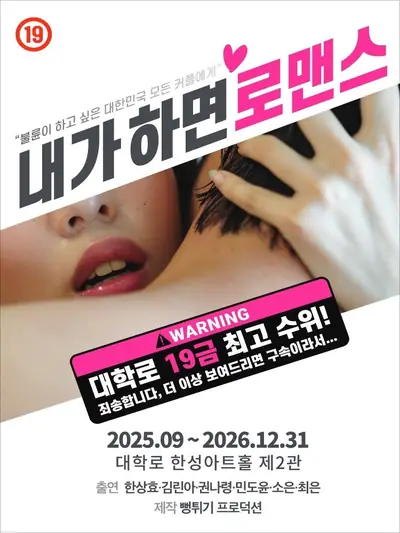 19
"불륜이 하고 싶은 대한민국 모든 커플에게"
내가 하면 로맨스
WARNING
대학로 19금 최고 수위!
죄송합니다, 더 이상 보여드리면 구속이라서...
2025.09 ~ 2026.12.31
대학로 한성아트홀 제2관
출연 한상효·김린아·권나령·민도윤·소은·최은
제작 뻥튀기 프로덕션